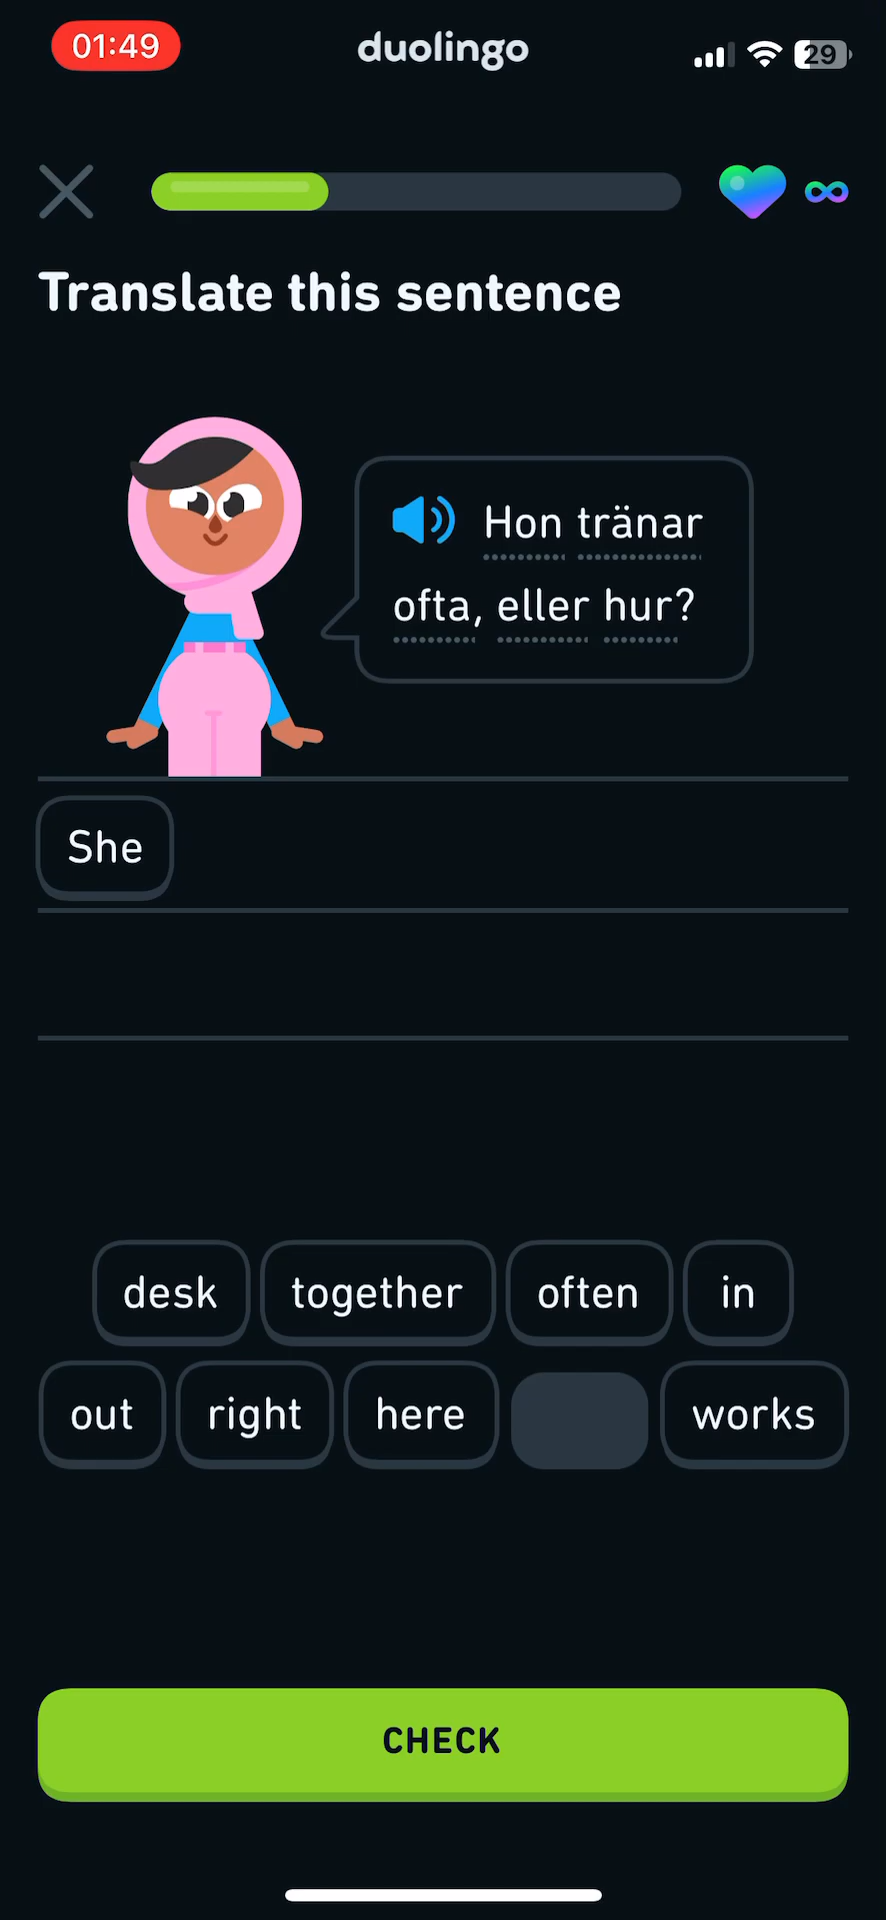 01:49 duolingo 29
Translate this sentence
Hon tränar
ofta, eller hur?
She
desk together often in
out right here works
CHECK